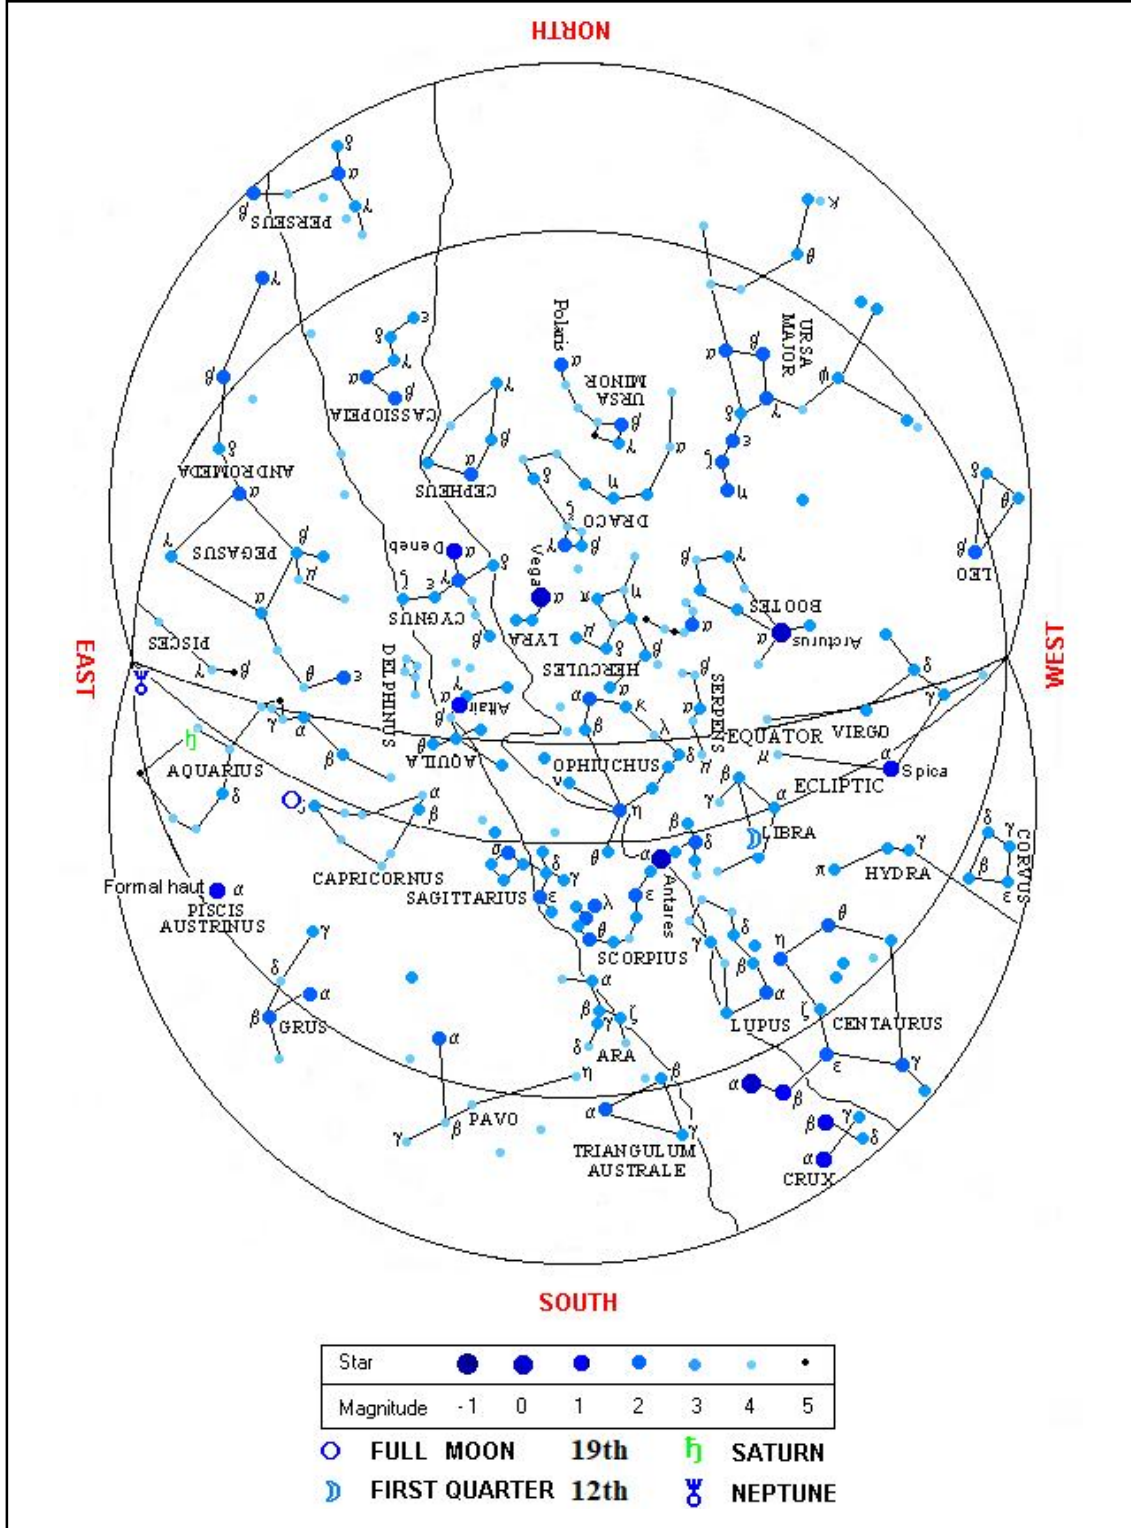 NORTH
δ
α
β
γ
PERSEUS
κ
θ
γ
ε
δ
γ
α
β
CASSIOPEIA
Polaris
α
URSA
MINOR
β
γ
URSA
MAJOR
α
β
γ
ψ
δ
ε
ζ
η
β
δ
α
ANDROMEDA
γ
β
α
CEPHEUS
δ
η
α
DRACO
ξ
γ
β
δ
θ
β
LEO
γ
PEGASUS
β
μ
α
θ
ε
Deneb
α
δ
γ
ε
ζ
CYGNUS
β
Vega
α
LYRA
π
η
μ
δ
β
HERCULES
α
β
γ
BOOTES
α
Arcturus
α
EAST
PISCES
γ
β
DELPHINUS
γ
α
Altair
β
θ
AQUILA
α
β
κ
λ
δ
OPHIUCHUS
ν
η
θ
β
α
SERPENS
μ
EQUATOR
VIRGO
δ
γ
μ
α
Spica
ECLIPTIC
WEST
γ
α
β
AQUARIUS
δ
α
β
CAPRICORNUS
β
α
γ
LIBRA
π
γ
HYDRA
δ
γ
β
ε
CORVUS
Formal haut
α
PISCIS
AUSTRINUS
σ
δ
γ
ε
SAGITTARIUS
β
δ
α
Antares
ε
λ
θ
SCORPIUS
γ
δ
β
α
LUPUS
θ
η
ζ
CENTAURUS
ε
γ
γ
δ
α
β
GRUS
α
β
γ
ζ
δ
ARA
α
η
β
γ
PAVO
β
α
γ
TRIANGULUM
AUSTRALE
α
β
β
γ
δ
α
CRUX
SOUTH
Star
Magnitude -1 0 1 2 3 4 5
FULL MOON 19th SATURN
FIRST QUARTER 12th NEPTUNE